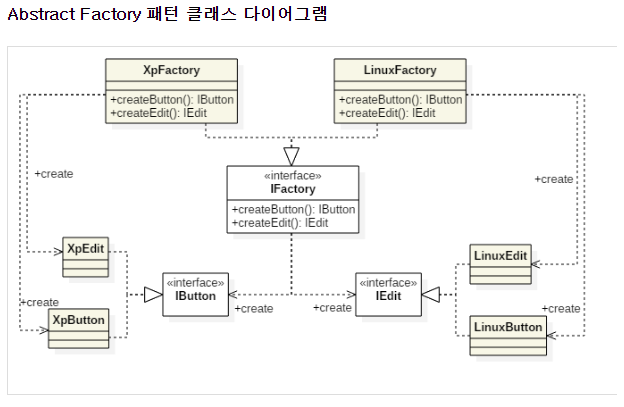 Abstract Factory 패턴 클래스 다이어그램
XpFactory
+createButton(): IButton
+createEdit(): IEdit
LinuxFactory
+createButton(): IButton
+createEdit(): IEdit
«interface»
IFactory
+createButton(): IButton
+createEdit(): IEdit
+create
+create
XpEdit
LinuxEdit
«interface»
IButton
«interface»
IEdit
+create
+create
+create
+create
XpButton
LinuxButton